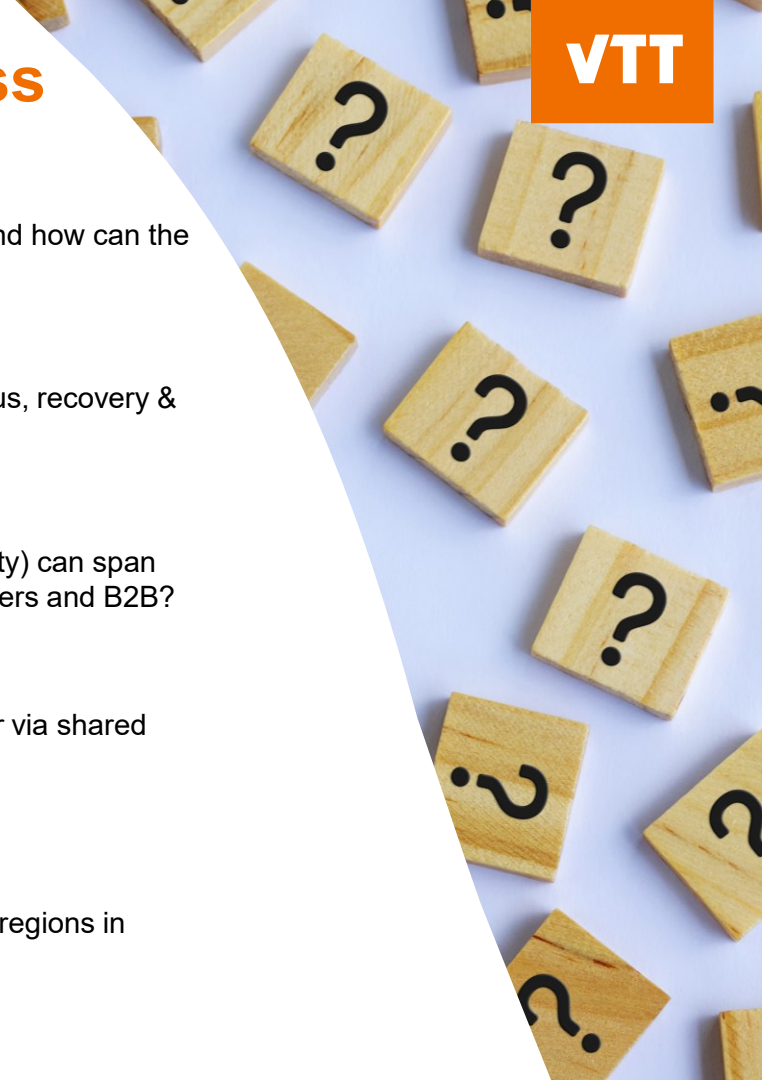 ss
VTT
?
?
nd how can the
?
us, recovery &
?
ty) can span
ers and B2B?
?
r via shared
?
?
regions in
?